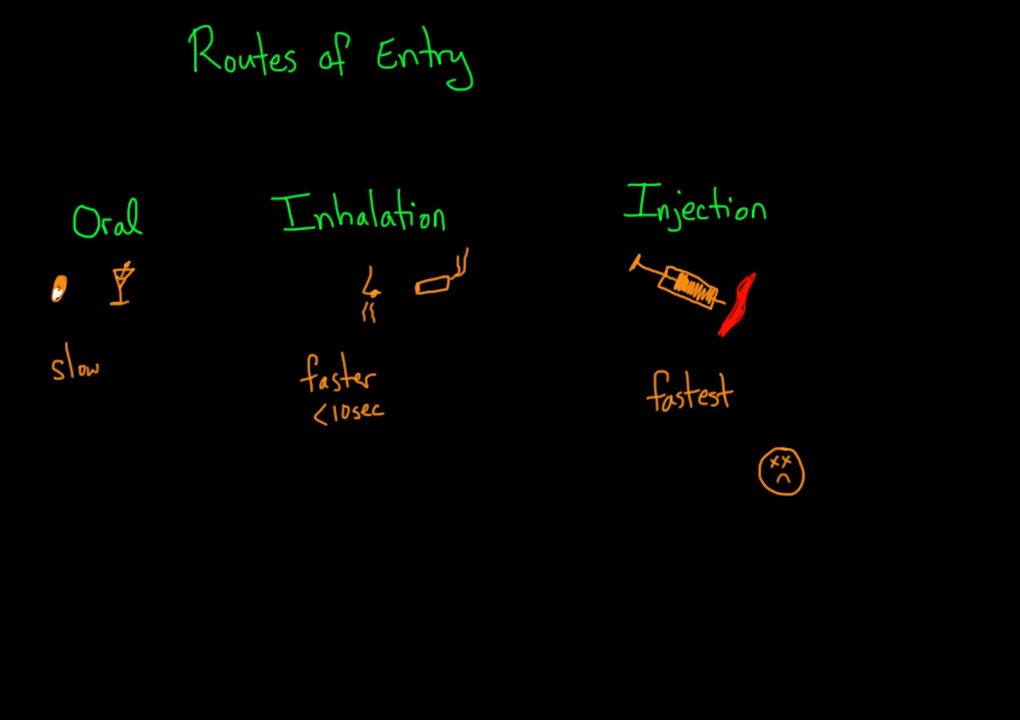 Routes of Entry
Oral
Inhalation
Injection
slow
faster
<10sec
fastest